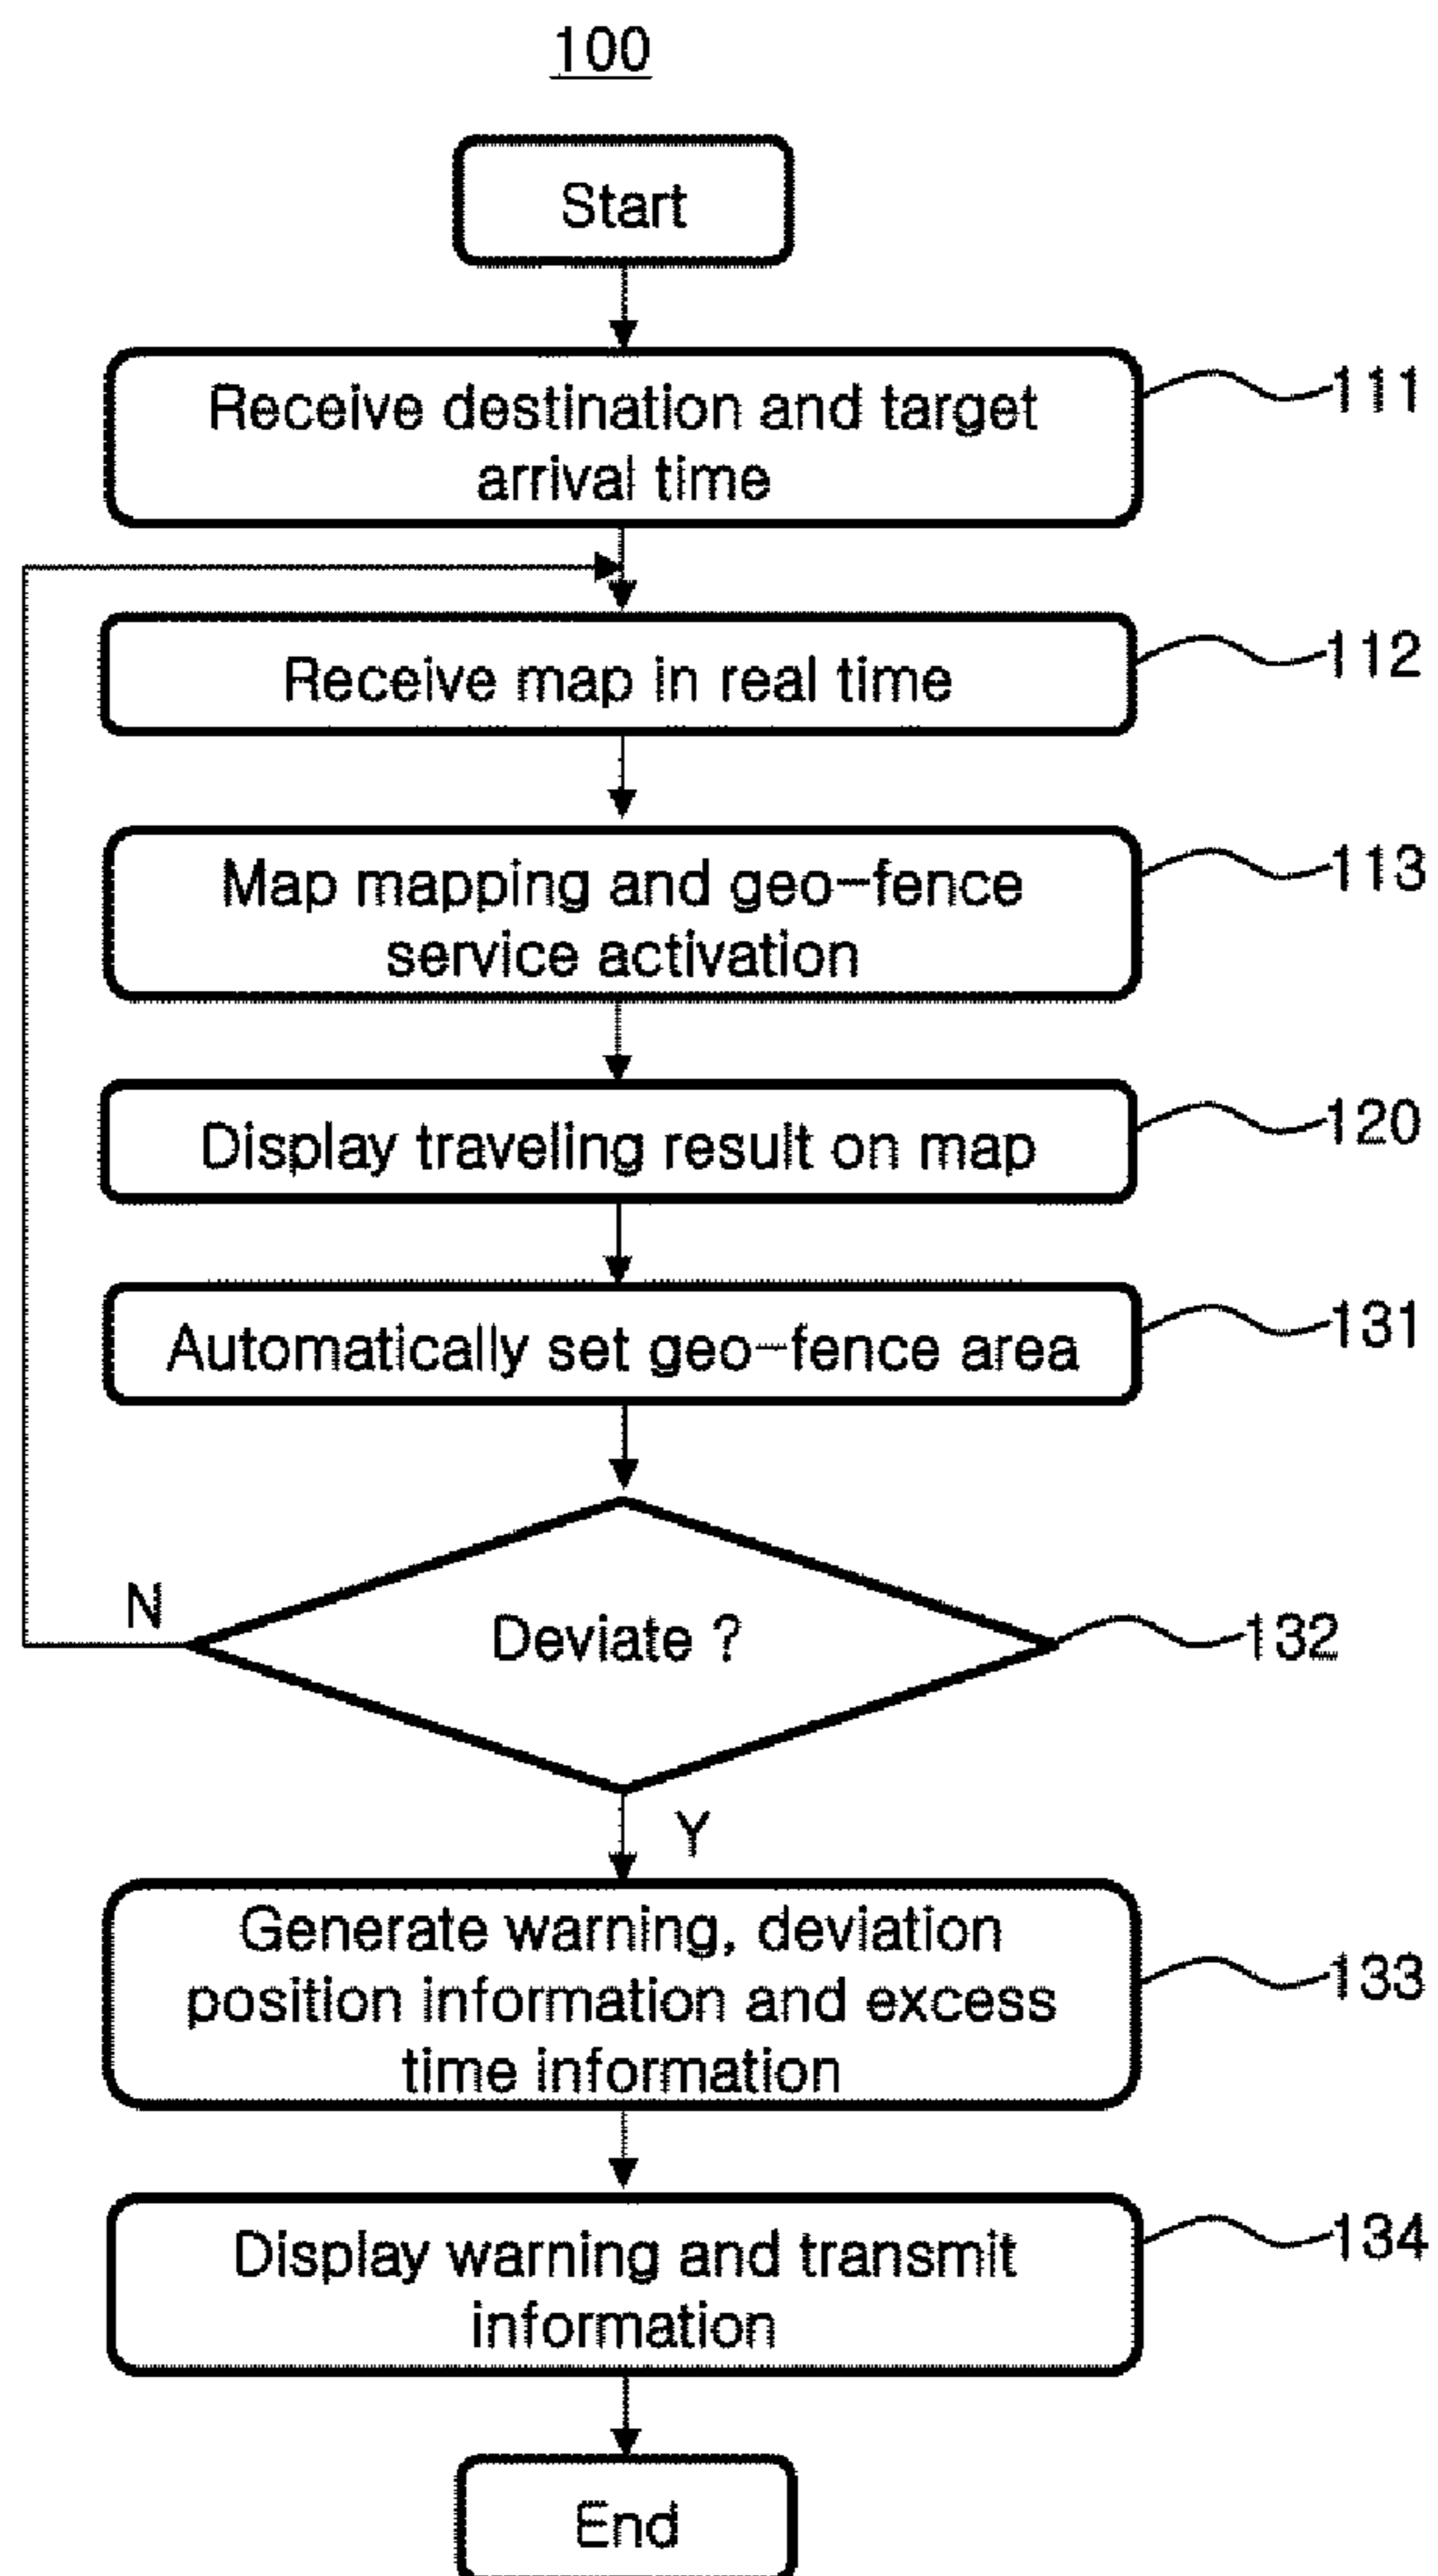 100
Start
Receive destination and target
arrival time
111
Receive map in real time
112
Map mapping and geo-fence
service activation
113
Display traveling result on map
120
Automatically set geo-fence area
131
Deviate ?
132
N
Y
Generate warning, deviation
position information and excess
time information
133
Display warning and transmit
information
134
End